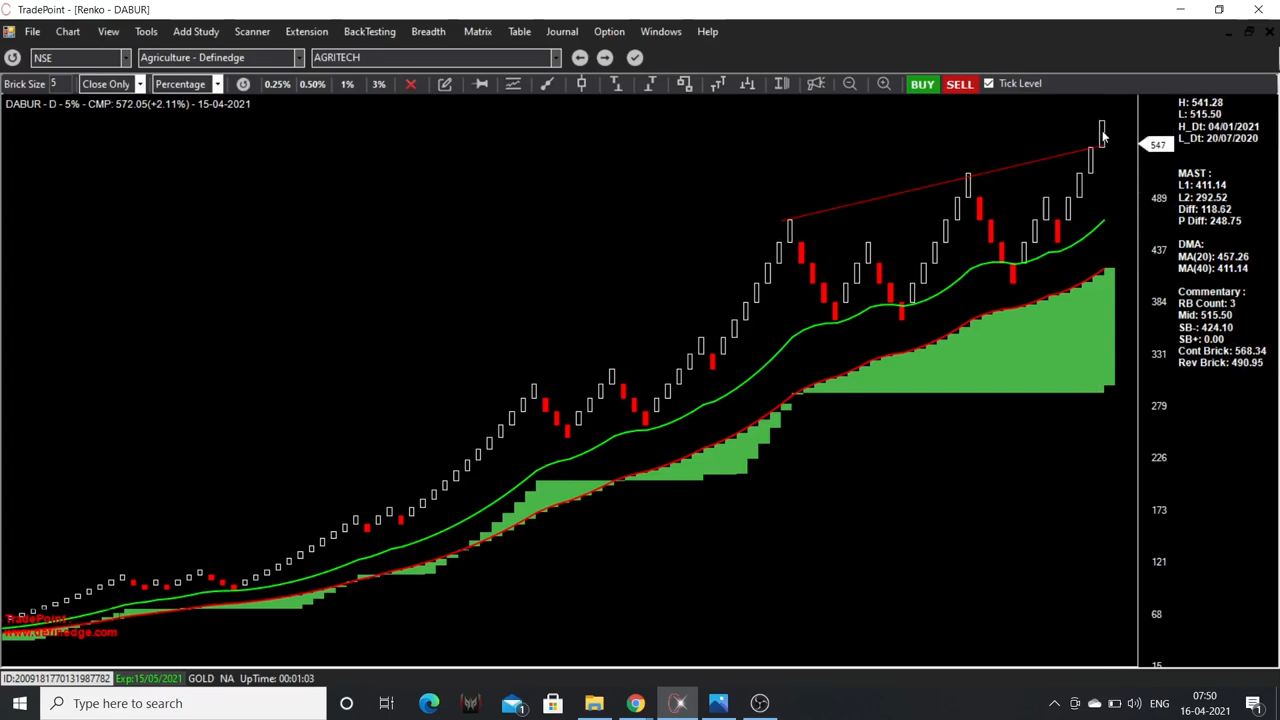 TradePoint - [Renko - DABUR]
File Chart View Tools Add Study Scanner Extension BackTesting Breadth Matrix Table Journal Option Windows Help
NSE Agriculture - Definedge AGRITECH
Brick Size 5 Close Only Percentage 0.25% 0.50% 1% 3% BUY SELL Tick Level
DABUR - D - 5% - CMP: 572.05(+2.11%) - 15-04-2021
H: 541.28
L: 515.50
H_Dt: 04/01/2021
L_Dt: 20/07/2020
547
MAST :
L1: 411.14
L2: 292.52
Diff: 118.62
P Diff: 248.75
489
437
384
331
279
226
173
121
68
15
DMA:
MA(20): 457.26
MA(40): 411.14
Commentary :
RB Count: 3
Mid: 515.50
SB-: 424.10
SB+: 0.00
Cont Brick: 568.34
Rev Brick: 490.95
TradePoint
www.definedge.com
ID:2009181770131987782 Exp:15/05/2021 GOLD NA UpTime: 00:01:03
Type here to search
1
ENG
07:50
16-04-2021
1